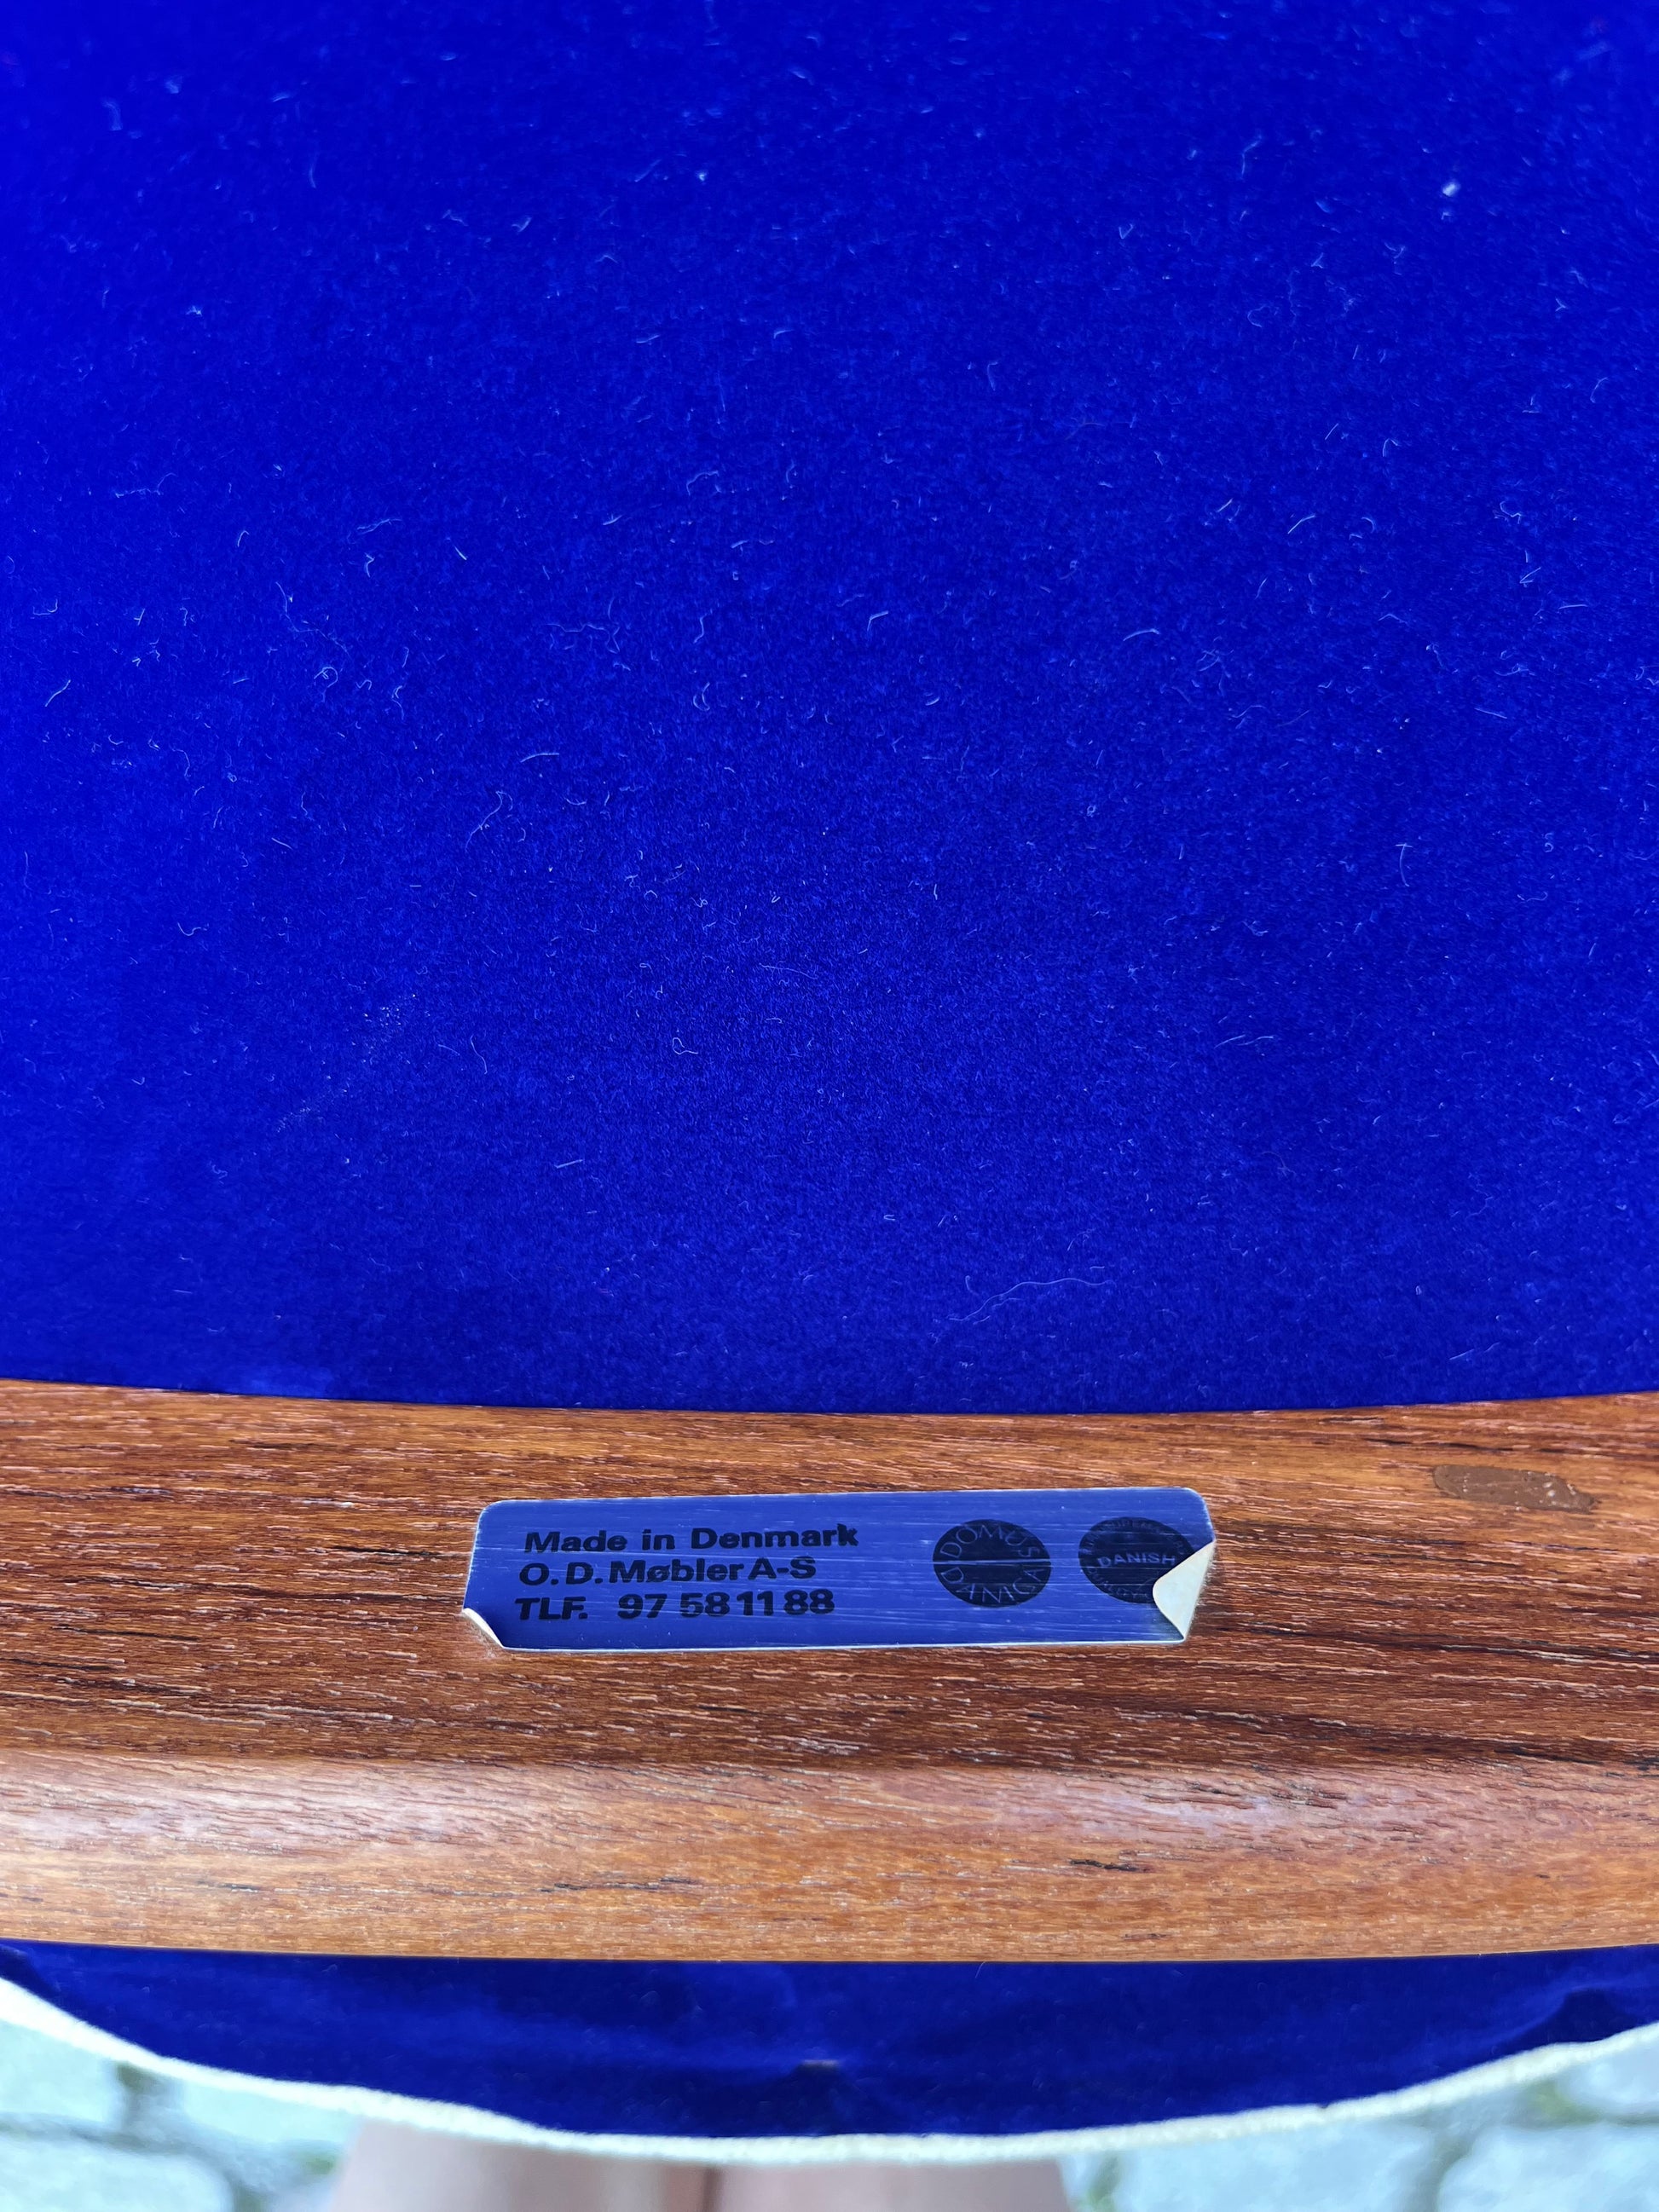 Made in Denmark
O.D. Møbler A-S
TLF. 97 58 11 88
DOMUS
DANICA
DANISH